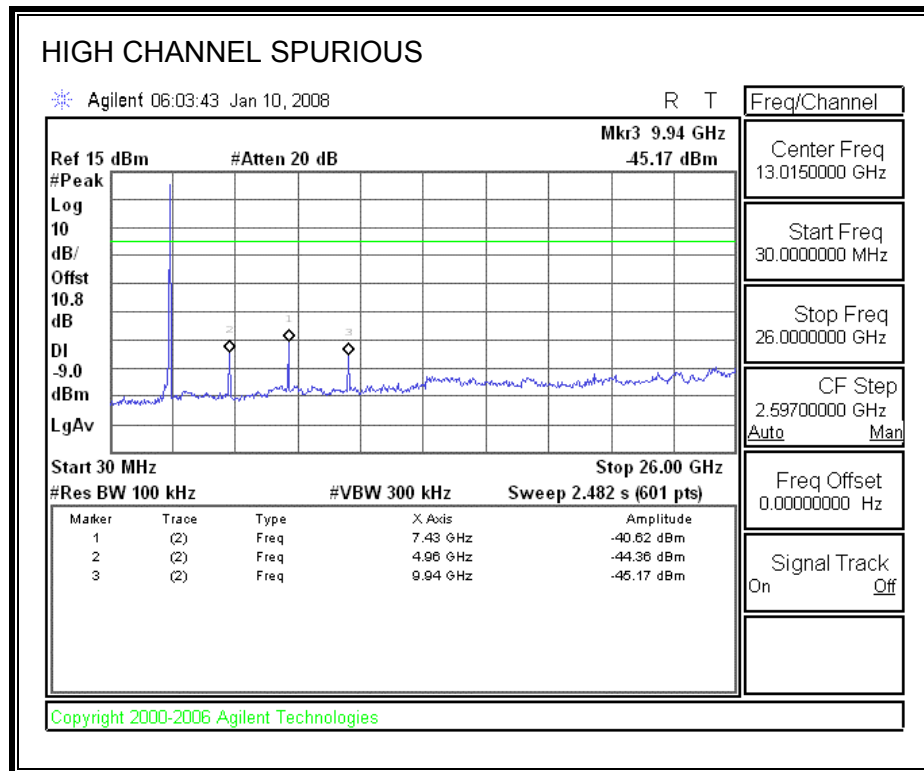 HIGH CHANNEL SPURIOUS
Agilent 06:03:43 Jan 10, 2008
R T
Mkr3 9.94 GHz
Ref 15 dBm #Atten 20 dB -45.17 dBm
#Peak
Log
10
dB/
Offst
10.8
dB
DI
-9.0
dBm
LgAv
2
1
3
Start 30 MHz Stop 26.00 GHz
#Res BW 100 kHz #VBW 300 kHz Sweep 2.482 s (601 pts)
Marker Trace Type X Axis Amplitude
1 (2) Freq 7.43 GHz -40.62 dBm
2 (2) Freq 4.96 GHz -44.36 dBm
3 (2) Freq 9.94 GHz -45.17 dBm
Freq/Channel
Center Freq
13.0150000 GHz
Start Freq
30.0000000 MHz
Stop Freq
26.0000000 GHz
CF Step
2.59700000 GHz
Auto Man
Freq Offset
0.00000000 Hz
Signal Track
On Off
Copyright 2000-2006 Agilent Technologies